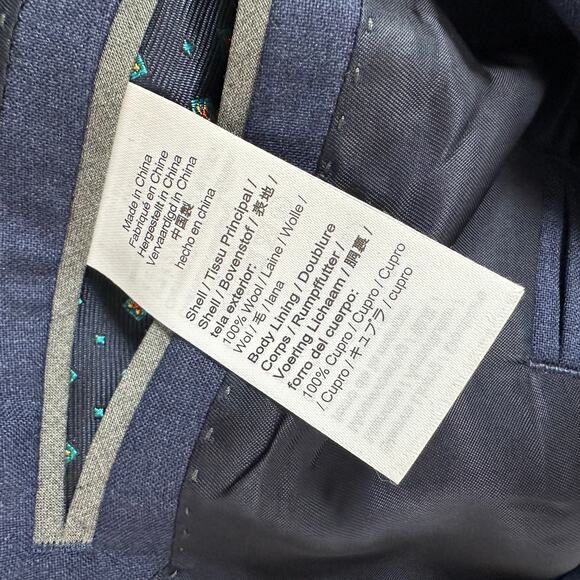 Made in China
Fabriqué en Chine
Hergestellt in China
Vervaardigd in China
中国製
hecho en china
Shell / Tissu Principal /
Shell / Bovenstof / 表地 /
tela exterior:
100% Wool / Laine / Wolle /
Wol / 毛 / lana
Body Lining / Doublure
Corps / Rumpffutter /
Voering Lichaam / 胴裏 /
forro del cuerpo:
100% Cupro / Cupro / Cupro
/ Cupro / キュプラ / cupro